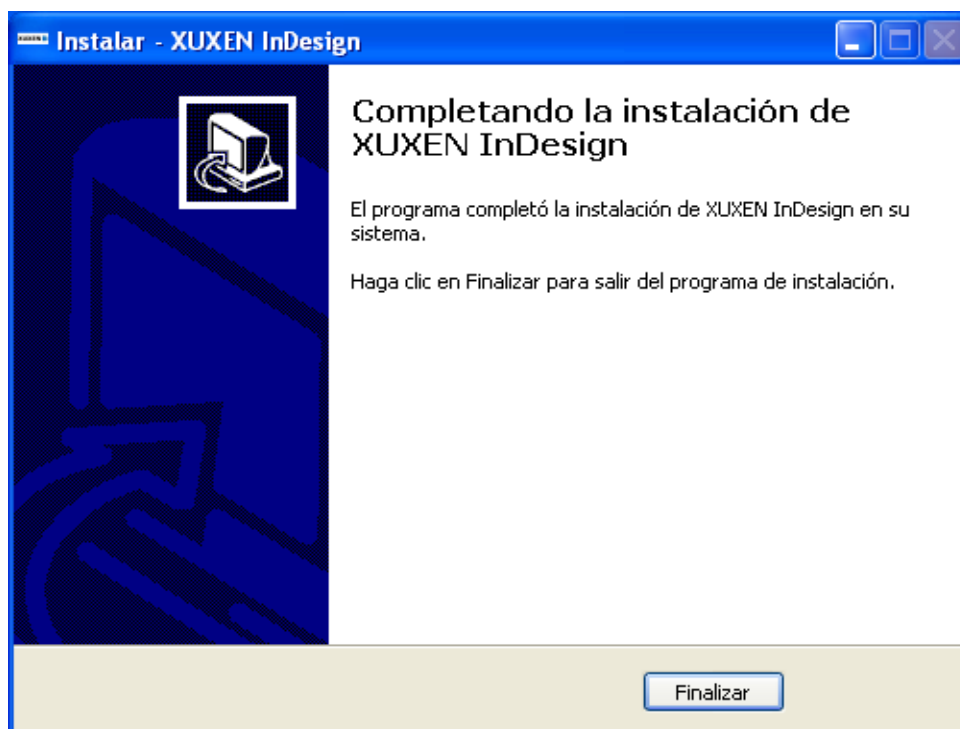 Instalar - XUXEN InDesign
Completando la instalación de
XUXEN InDesign
El programa completó la instalación de XUXEN InDesign en su
sistema.
Haga clic en Finalizar para salir del programa de instalación.
Finalizar